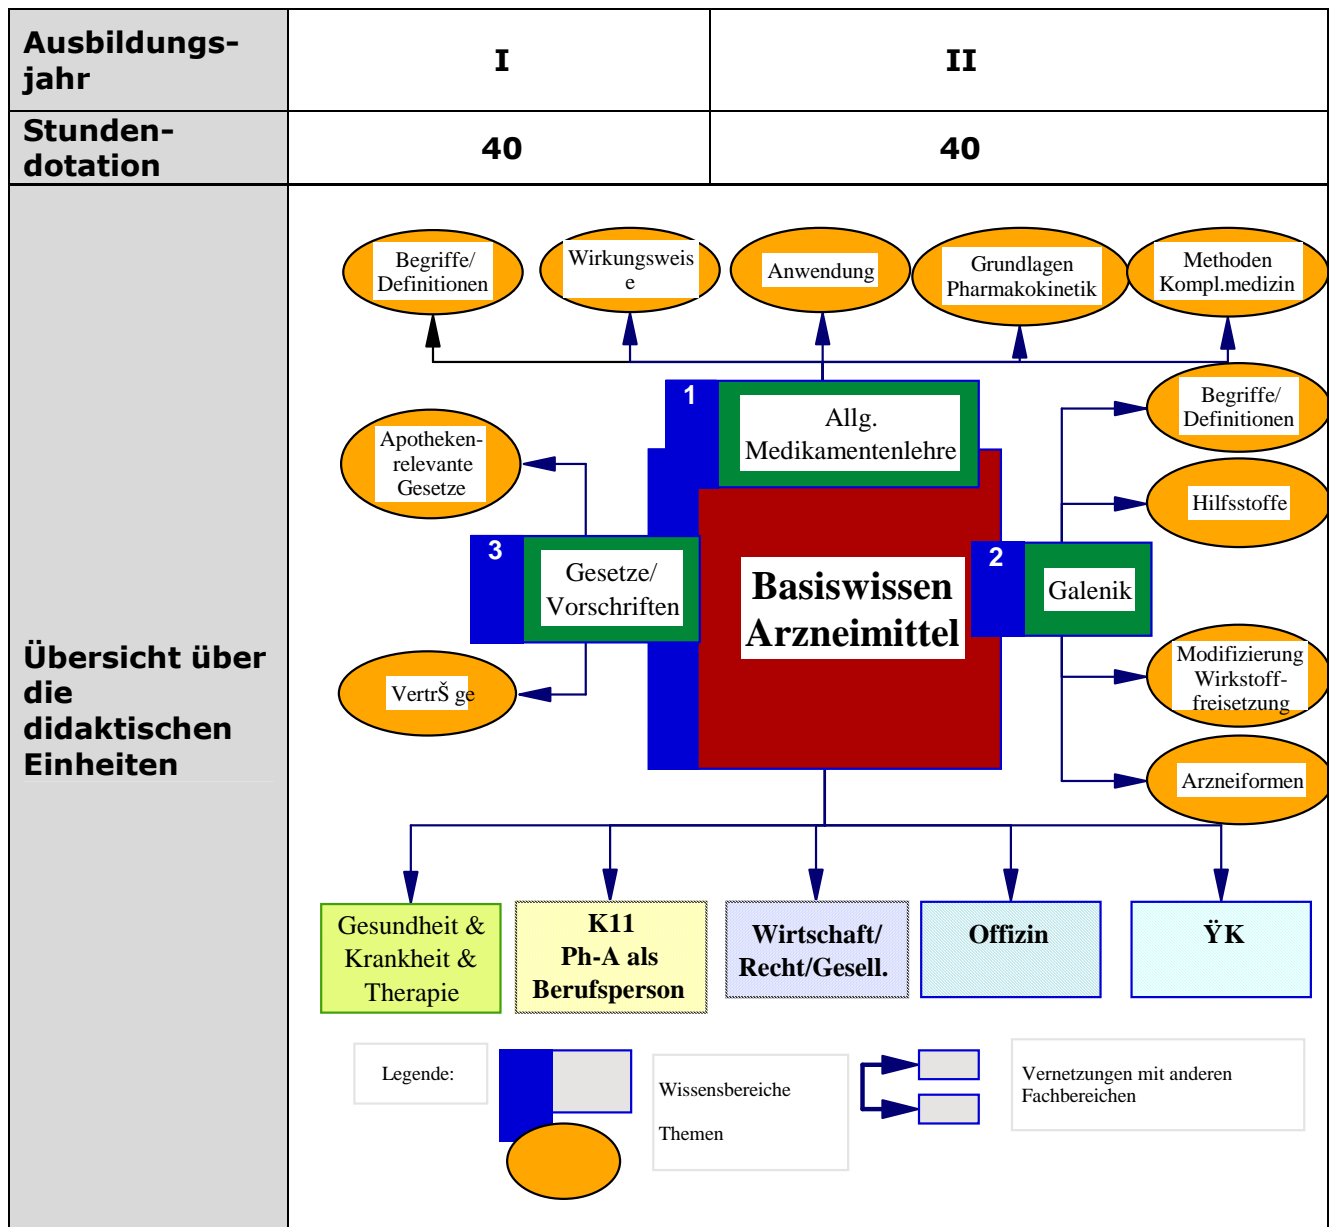 Ausbildungs-
jahr
I
II
Stunden-
dotation
40
40
Übersicht über
die
didaktischen
Einheiten
Begriffe/
Definitionen
Wirkungsweis
e
Anwendung
Grundlagen
Pharmakokinetik
Methoden
Kompl.medizin
1
Allg.
Medikamentenlehre
Begriffe/
Definitionen
Apotheken-
relevante
Gesetze
Hilfsstoffe
3
Gesetze/
Vorschriften
Basiswissen
Arzneimittel
2
Galenik
VertrŠ ge
Modifizierung
Wirkstoff-
freisetzung
Arzneiformen
Gesundheit &
Krankheit &
Therapie
K11
Ph-A als
Berufsperson
Wirtschaft/
Recht/Gesell.
Offizin
ŸK
Legende:
Wissensbereiche
Themen
Vernetzungen mit anderen
Fachbereichen